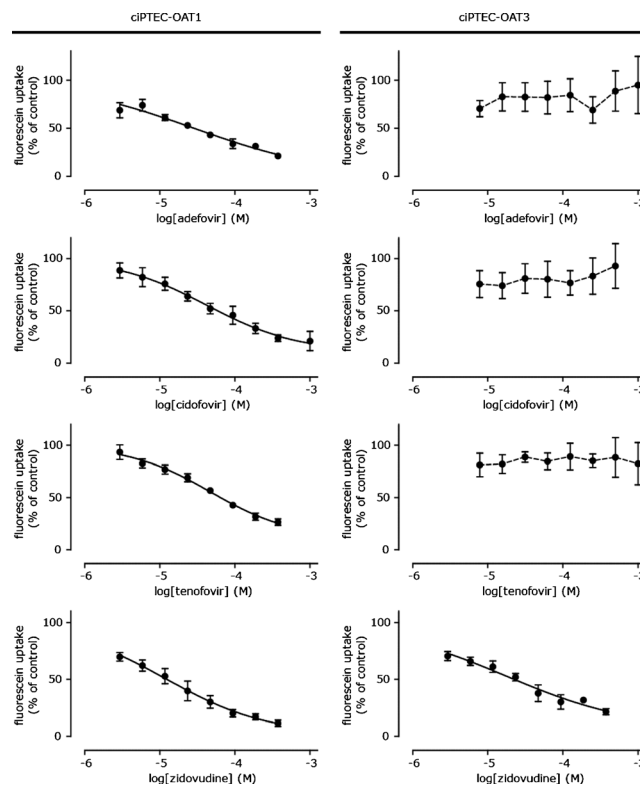 ciPTEC-OAT1
ciPTEC-OAT3
fluorescein uptake
(% of control)
100
50
0
-6
-5
-4
-3
log[adefovir] (M)
fluorescein uptake
(% of control)
100
50
0
-6
-5
-4
-3
log[adefovir] (M)
fluorescein uptake
(% of control)
100
50
0
-6
-5
-4
-3
log[cidofovir] (M)
fluorescein uptake
(% of control)
100
50
0
-6
-5
-4
-3
log[cidofovir] (M)
fluorescein uptake
(% of control)
100
50
0
-6
-5
-4
-3
log[tenofovir] (M)
fluorescein uptake
(% of control)
100
50
0
-6
-5
-4
-3
log[tenofovir] (M)
fluorescein uptake
(% of control)
100
50
0
-6
-5
-4
-3
log[zidovudine] (M)
fluorescein uptake
(% of control)
100
50
0
-6
-5
-4
-3
log[zidovudine] (M)